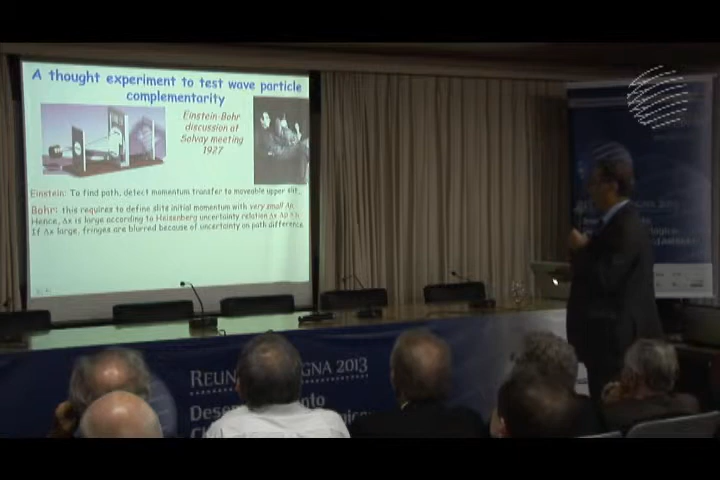 A thought experiment to test wave particle
complementarity
Einstein-Bohr
discussion at
Solvay meeting
1927
Einstein: To find path, detect momentum transfer to moveable upper slit.
Bohr: this requires to define slits initial momentum with very small Δp
Hence, Δx is large according to Heisenberg uncertainty relation Δx Δp ≥ ħ
If Δx large, fringes are blurred because of uncertainty on path difference.
GNA 2013